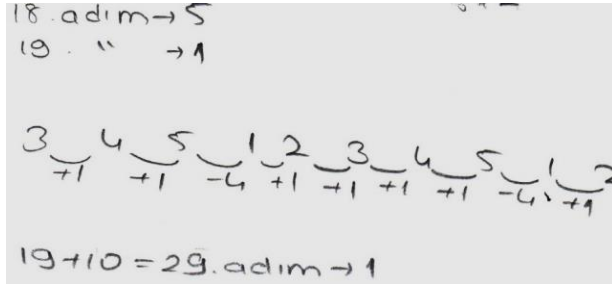 18.adım→5
19. " →1
3 4 5 1 2 3 4 5 1 2
+1 +1 -4 +1 +1 +1 +1 -4 +1
19+10=29.adım→1